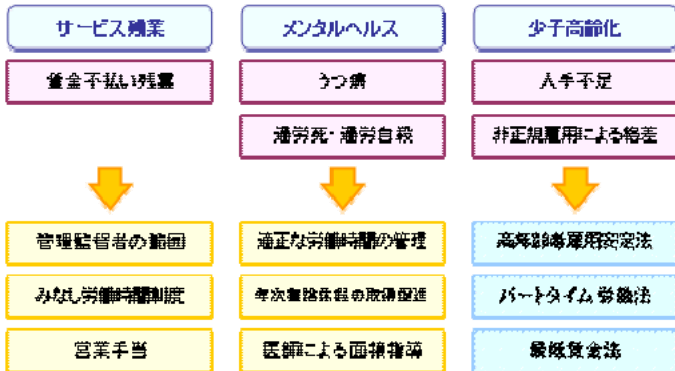 サービス残業
メンタルヘルス
少子高齢化
賃金不払い残業
うつ病
人手不足
過労死・過労自殺
非正規雇用による格差
管理監督者の範囲
適正な労働時間の管理
高年齢者雇用安定法
みなし労働時間制度
年次有給休暇の取得促進
パートタイム労働法
営業手当
医師による面接指導
最低賃金法